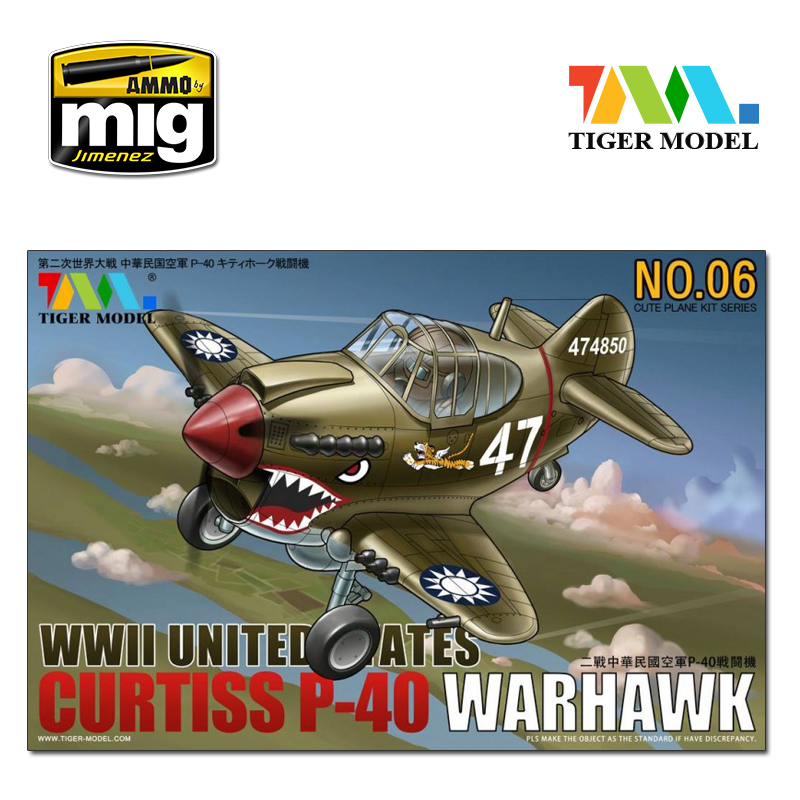 AMMO by
mig
Jimenez
TIGER MODEL
第二次世界大戦 中華民国空軍 P-40 キティホーク戦闘機
®
TIGER MODEL
NO.06
CUTE PLANE KIT SERIES
474850
47
WWII UNITED STATES
二戰中華民國空軍P-40戰鬪機
CURTISS P-40 WARHAWK
WWW.TIGER-MODEL.COM
PLS MAKE THE OBJECT AS THE STANDARD IF HAVE DISCREPANCY.